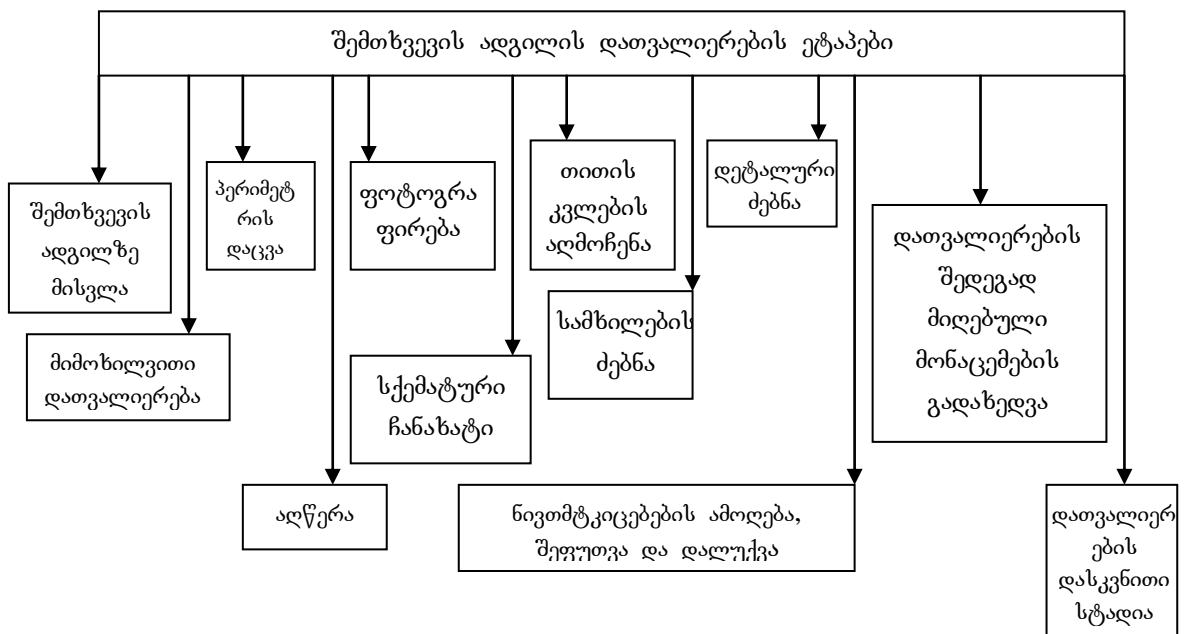 შემთხვევის ადგილის დათვალიერების ეტაპები
შემთხვევის
ადგილზე
მისვლა
მიმოხილვითი
დათვალიერება
პერიმეტ
რის
დაცვა
აღწერა
ფოტოგრა
ფირება
სქემატური
ჩანახატი
თითის
კვლების
აღმოჩენა
სამხილების
ძებნა
დეტალური
ძებნა
ნივთმტკიცებების ამოღება,
შეფუთვა და დალუქვა
დათვალიერების
შედეგად
მიღებული
მონაცემების
გადახედვა
დათვალიერ
ების
დასკვნითი
სტადია